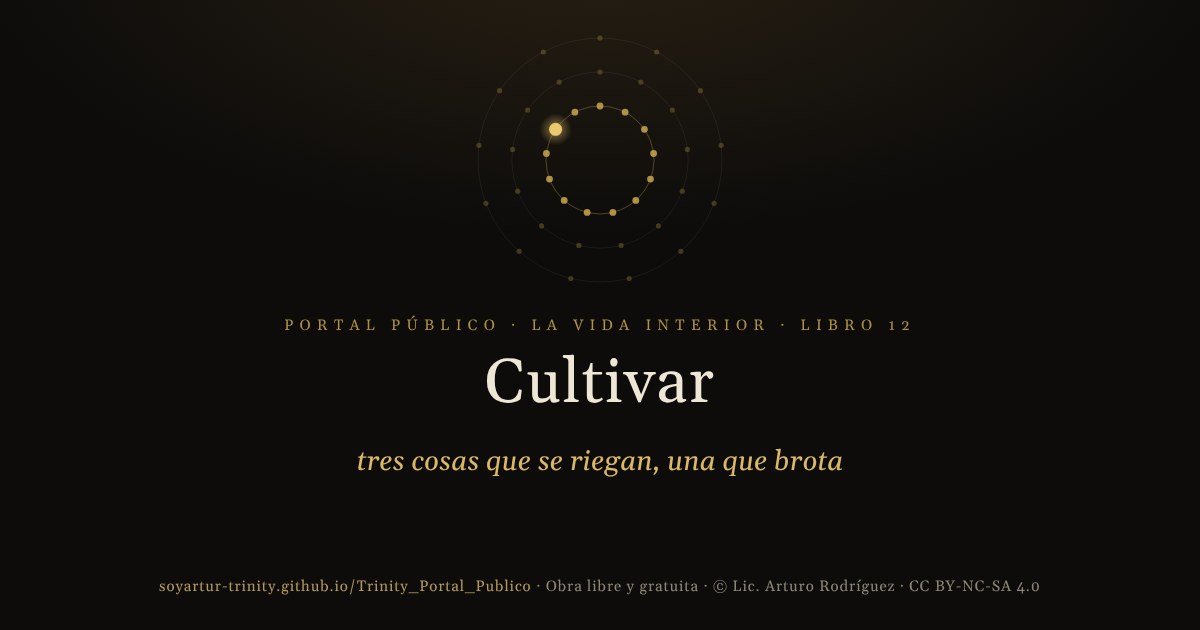 PORTAL PÚBLICO · LA VIDA INTERIOR · LIBRO 12
Cultivar
tres cosas que se riegan, una que brota
soyartur-trinity.github.io/Trinity_Portal_Publico · Obra libre y gratuita · © Lic. Arturo Rodríguez · CC BY-NC-SA 4.0